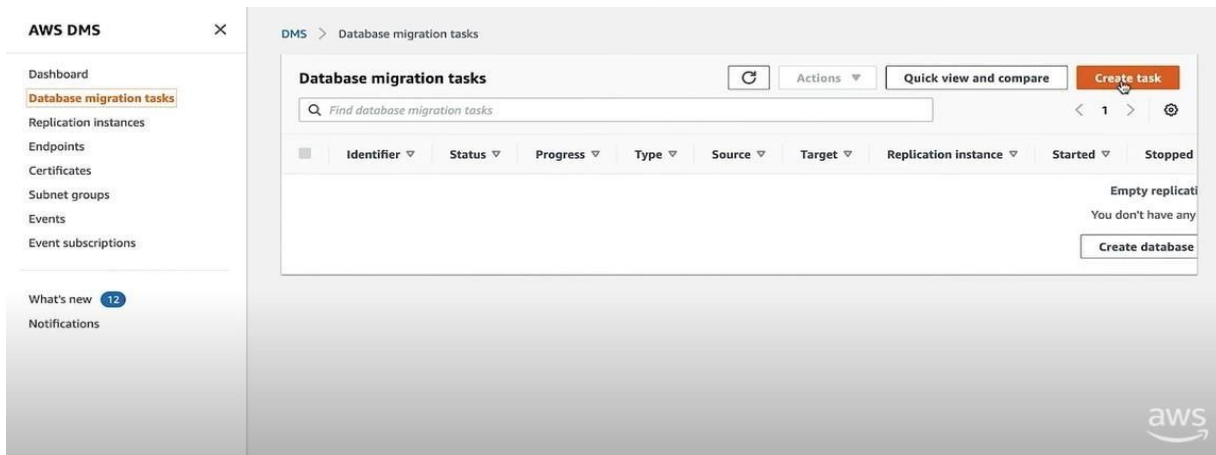 AWS DMS
Dashboard
Database migration tasks
Replication instances
Endpoints
Certificates
Subnet groups
Events
Event subscriptions
What's new 12
Notifications
DMS > Database migration tasks
Database migration tasks Actions Quick view and compare Create task
Find database migration tasks 1
Identifier Status Progress Type Source Target Replication instance Started Stopped
Empty replicati
You don't have any
Create database
aws